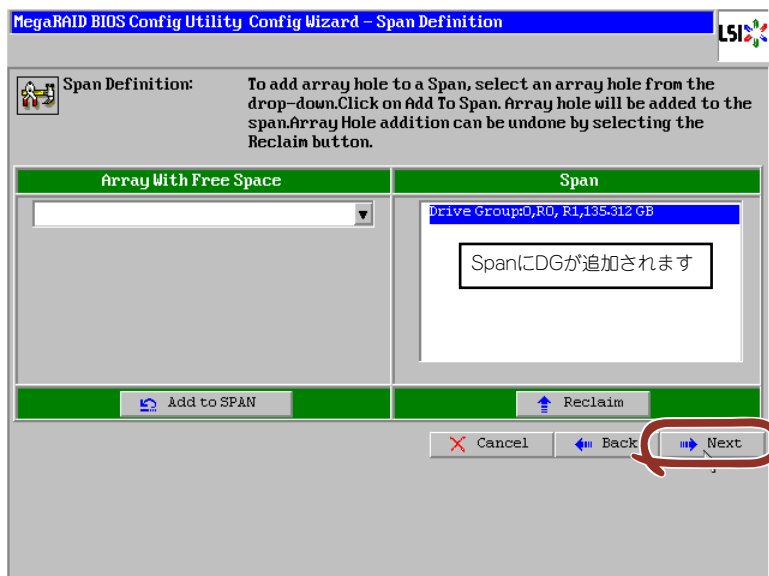 MegaRAID BIOS Config Utility Config Wizard – Span Definition
LSI
Span Definition:
To add array hole to a Span, select an array hole from the
drop–down.Click on Add To Span. Array hole will be added to the
span.Array Hole addition can be undone by selecting the
Reclaim button.
Array With Free Space
Span
Drive Group:0,R0, R1,135.312 GB
SpanにDGが追加されます
Add to SPAN
Reclaim
Cancel
Back
Next